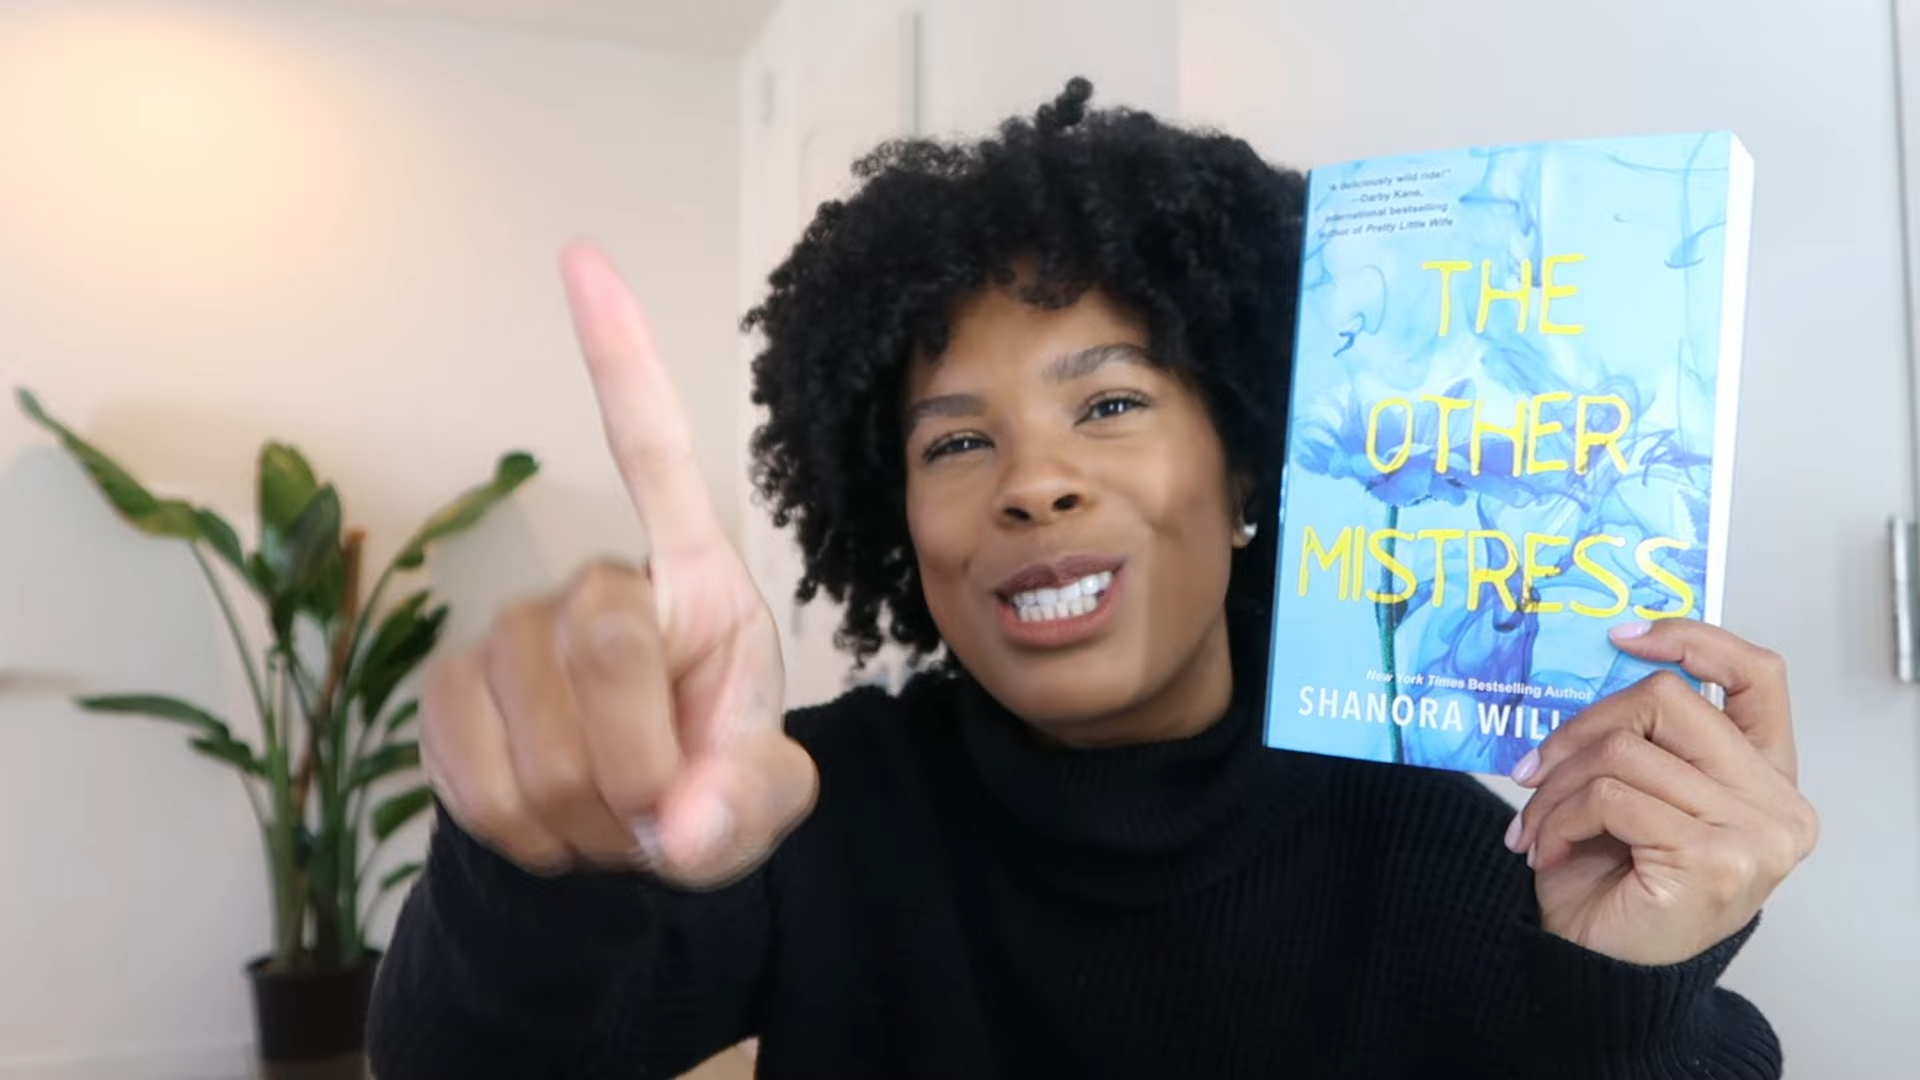 "A deliciously wild ride!"
—Darby Kane,
international bestselling
author of Pretty Little Wife
THE
OTHER
MISTRESS
New York Times Bestselling Author
SHANORA WILL